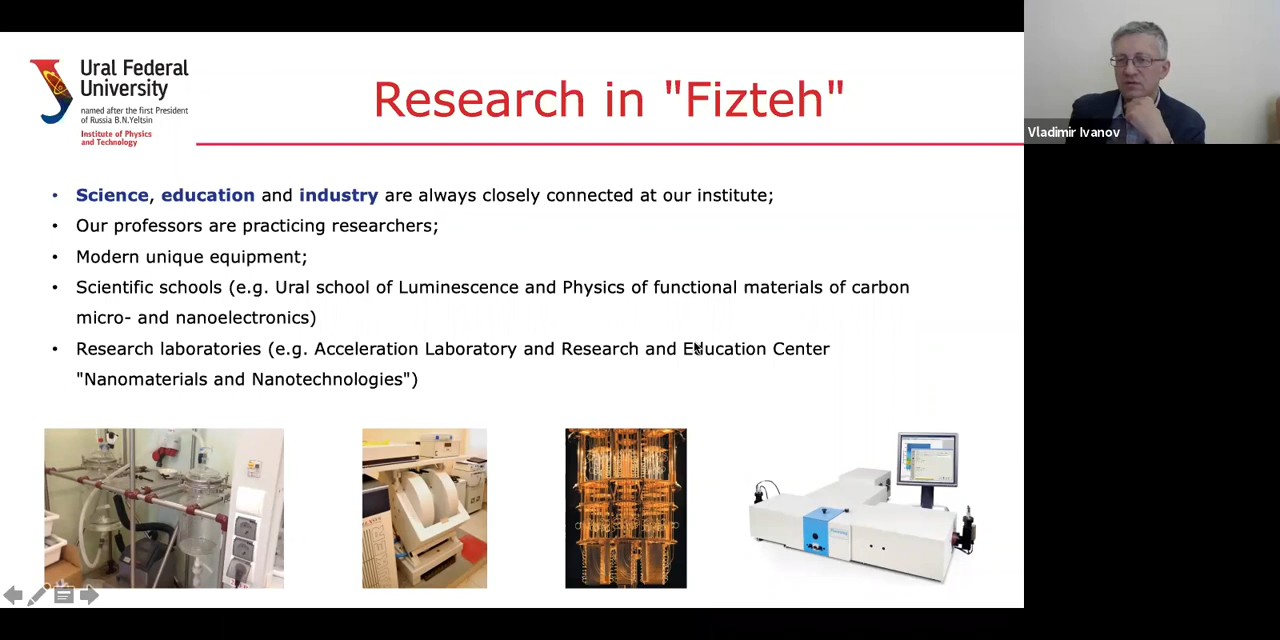 Ural Federal
University
named after the first President
of Russia B.N.Yeltsin
Institute of Physics
and Technology
Research in "Fizteh"
Vladimir Ivanov
• Science, education and industry are always closely connected at our institute;
• Our professors are practicing researchers;
• Modern unique equipment;
• Scientific schools (e.g. Ural school of Luminescence and Physics of functional materials of carbon
micro- and nanoelectronics)
• Research laboratories (e.g. Acceleration Laboratory and Research and Education Center
"Nanomaterials and Nanotechnologies")